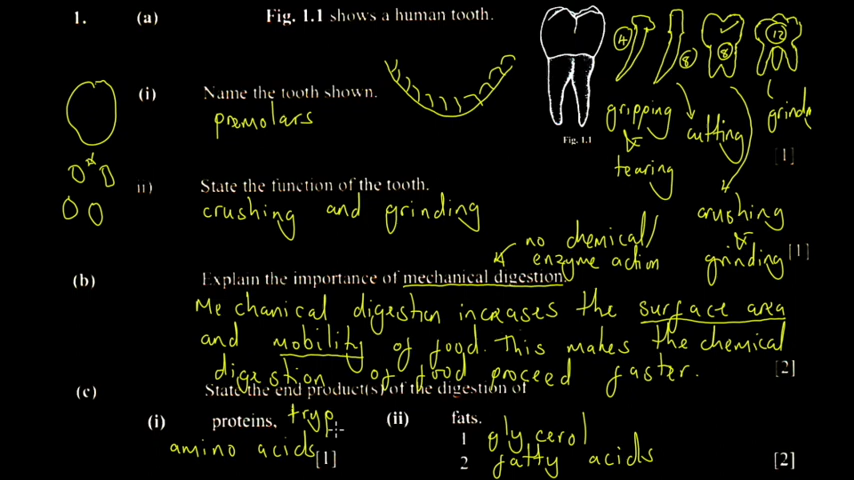 1. (a) Fig. 1.1 shows a human tooth.
4 8 8 12
Fig. 1.1
gripping & tearing
cutting
crushing & grinding
(i) Name the tooth shown.
premolars
[1]
ii) State the function of the tooth.
crushing and grinding
[1]
no chemical/ enzyme action
(b) Explain the importance of mechanical digestion
Mechanical digestion increases the surface area
and mobility of food. This makes the chemical
digestion of food proceed faster.
[2]
(c) State the end product(s) of the digestion of
(i) proteins, tryp (ii) fats.
amino acids [1]
1 glycerol
2 fatty acids [2]